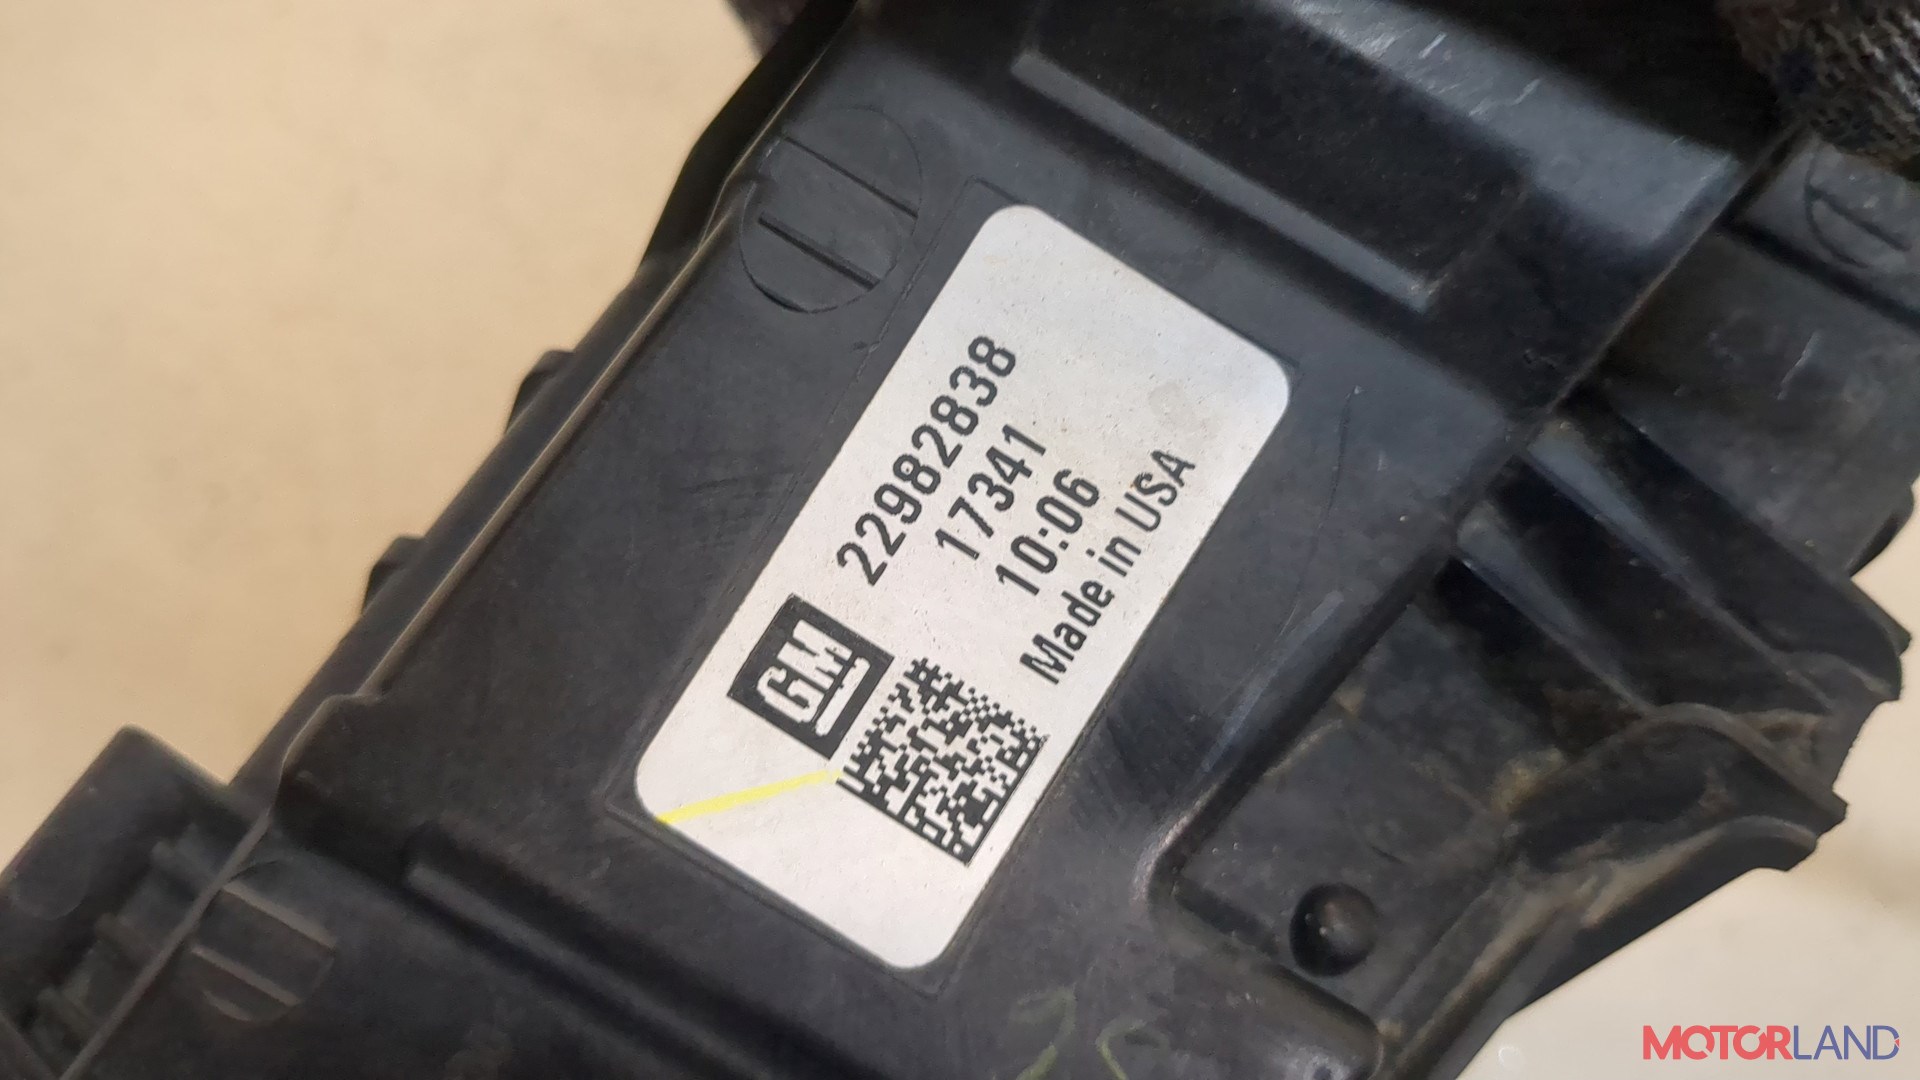 22982838
17341
10:06
Made in USA
GM
MOTORLAND